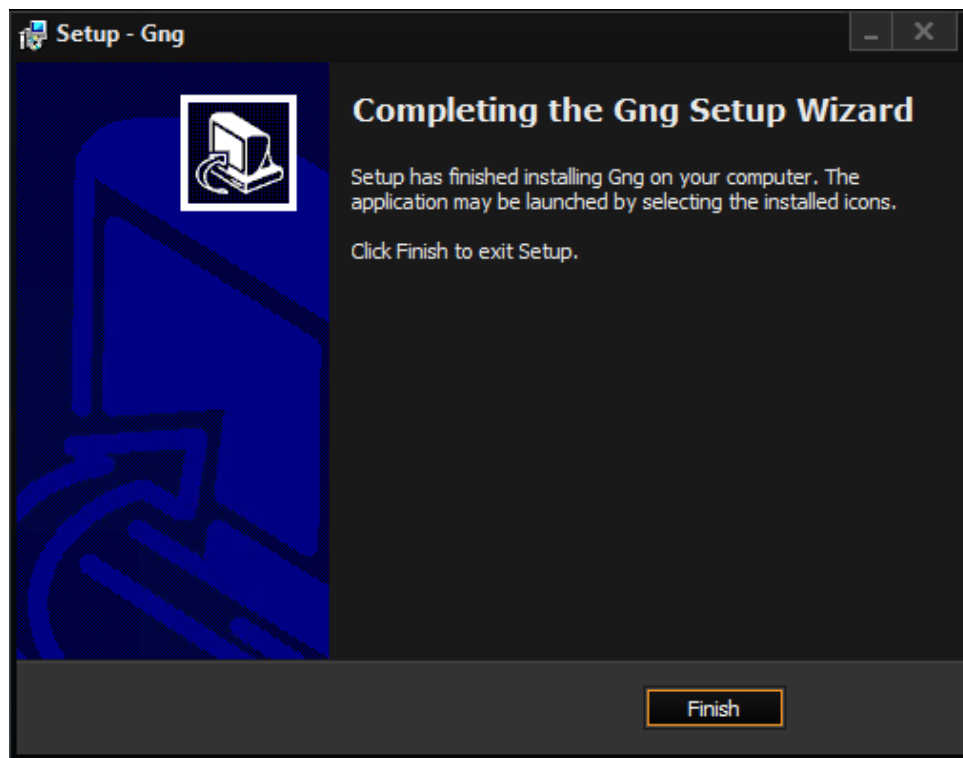 Setup - Gng
Completing the Gng Setup Wizard
Setup has finished installing Gng on your computer. The
application may be launched by selecting the installed icons.
Click Finish to exit Setup.
Finish